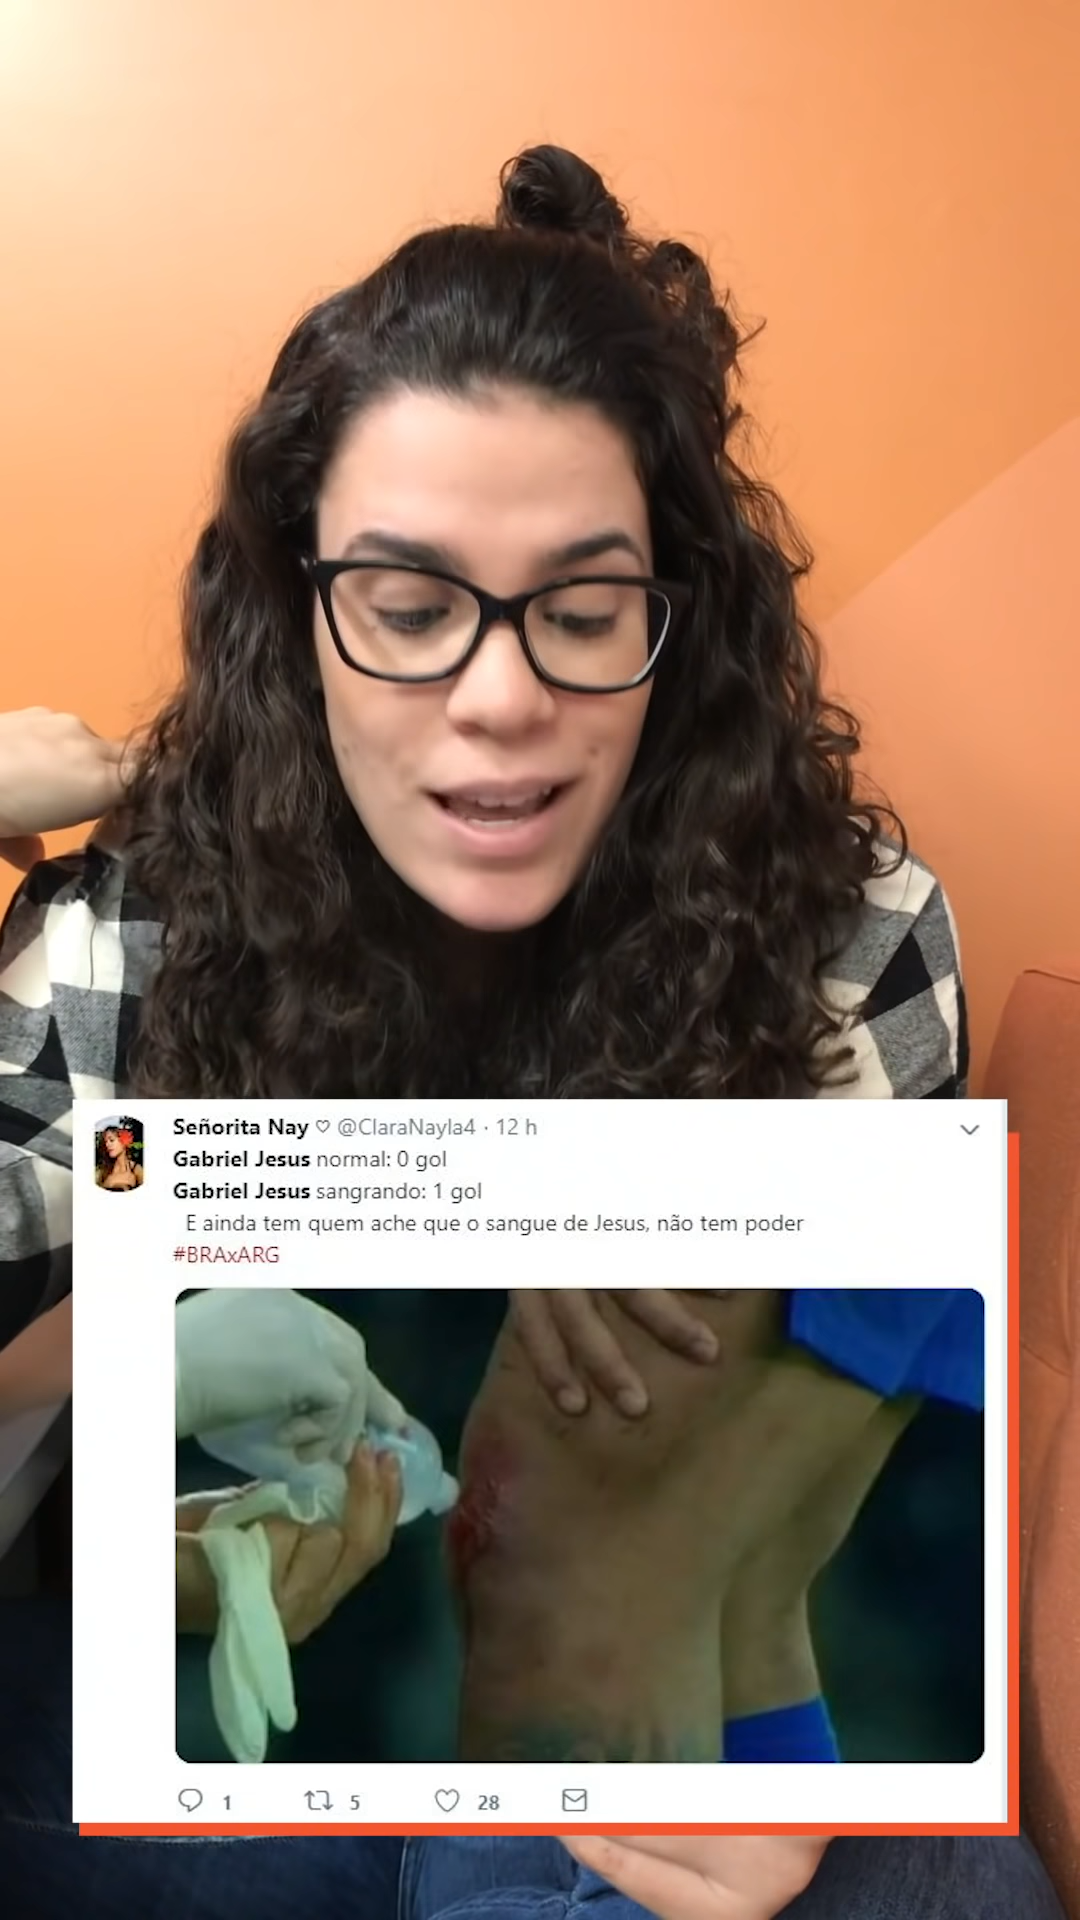 Señorita Nay ♡ @ClaraNayla4 · 12 h
Gabriel Jesus normal: 0 gol
Gabriel Jesus sangrando: 1 gol
E ainda tem quem ache que o sangue de Jesus, não tem poder
#BRAxARG
1 5 28